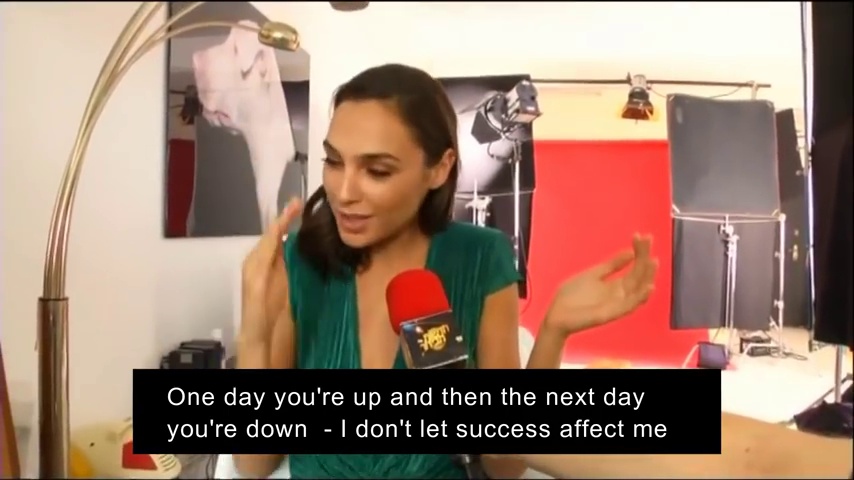 One day you're up and then the next day
you're down  - I don't let success affect me